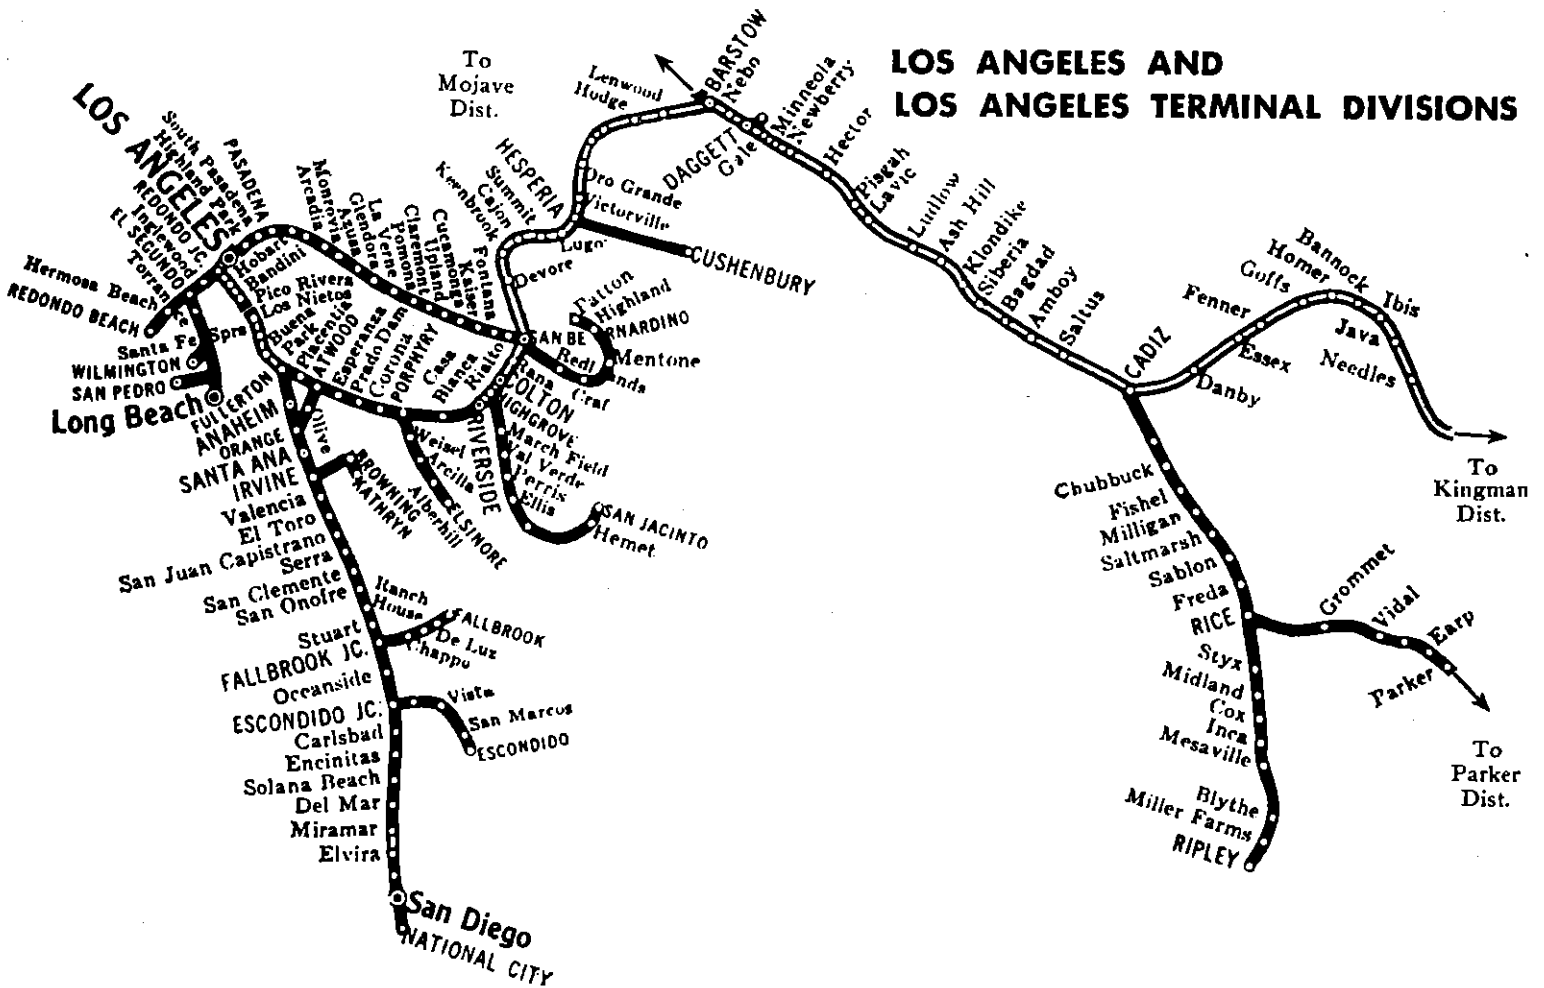 LOS ANGELES AND
LOS ANGELES TERMINAL DIVISIONS
To
Mojave
Dist.
BARSTOW
Nebo
Lenwood
Hodge
DAGGETT
Gale
Minneola
Newberry
Hector
Pisgah
Lavic
Ludlow
Ash Hill
Klondike
Siberia
Bagdad
Amboy
Saltus
CADIZ
Danby
Essex
Fenner
Goffs
Homer
Bannock
Ibis
Java
Needles
To
Kingman
Dist.
Chubbuck
Fishel
Milligan
Saltmarsh
Sablon
Freda
RICE
Grommet
Vidal
Earp
Parker
To
Parker
Dist.
Styx
Midland
Cox
Inca
Mesaville
Blythe
Miller Farms
RIPLEY
HESPERIA
Oro Grande
Victorville
CUSHENBURY
Lugo
Summit
Cajon
Keenbrook
Devore
SAN BERNARDINO
Patton
Highland
Mentone
Redlands
Craf
Rana
COLTON
HIGHGROVE
RIVERSIDE
March Field
Val Verde
Perris
Ellis
SAN JACINTO
Hemet
LOS ANGELES
South Pasadena
Highland Park
PASADENA
Arcadia
Monrovia
Azusa
Glendora
La
Verne
Pomona
Claremont
Upland
Cucamonga
Kaiser
Fontana
Rialto
REDONDO JC.
Inglewood
EL SEGUNDO
Torrance
Hermosa Beach
REDONDO BEACH
Hobart
Bandini
Pico Rivera
Los Nietos
Santa Fe Spra
Buena
Park
Placentia
ATWOOD
Esperanza
Prado Dam
Corona
PORPHYRY
Casa
Blanca
WILMINGTON
SAN PEDRO
Long Beach
FULLERTON
ANAHEIM
ORANGE
Olive
SANTA ANA
IRVINE
BROWNING
KATHRYN
Weisel
Arcilla
Alberhill
ELSINORE
Valencia
El Toro
San Juan Capistrano
Serra
San Clemente
San Onofre
Stuart
FALLBROOK JC.
Ranch
House
Chappo
De Luz
FALLBROOK
Oceanside
ESCONDIDO JC.
Vista
San Marcos
ESCONDIDO
Carlsbad
Encinitas
Solana Beach
Del Mar
Miramar
Elvira
San Diego
NATIONAL CITY